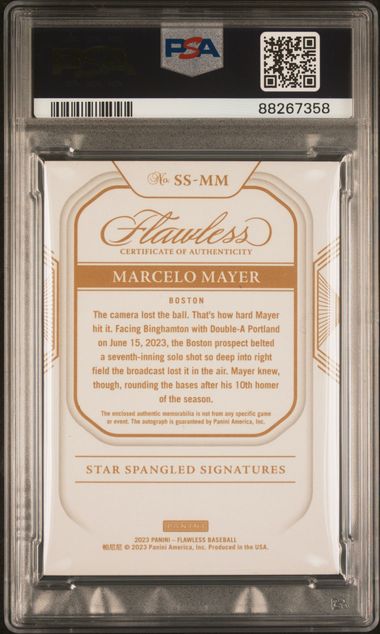 PSA
88267358
No. SS-MM
Flawless
CERTIFICATE OF AUTHENTICITY
MARCELO MAYER
BOSTON
The camera lost the ball. That's how hard Mayer
hit it. Facing Binghamton with Double-A Portland
on June 15, 2023, the Boston prospect belted
a seventh-inning solo shot so deep into right
field the broadcast lost it in the air. Mayer knew,
though, rounding the bases after his 10th homer
of the season.
The enclosed authentic memorabilia is not from any specific game
or event. The autograph is guaranteed by Panini America, Inc.
STAR SPANGLED SIGNATURES
PANINI
2023 PANINI – FLAWLESS BASEBALL
帕尼尼 © 2023 Panini America, Inc. Produced in the USA.